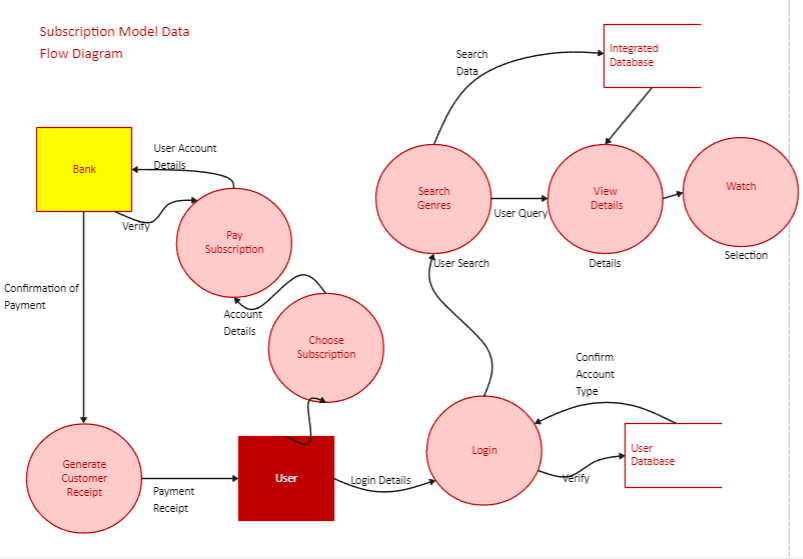 Subscription Model Data
Flow Diagram
Search
Data
Integrated
Database
Bank
User Account
Details
Verify
Pay
Subscription
Search
Genres
User Query
View
Details
Watch
Details
Selection
User Search
Confirmation of
Payment
Account
Details
Choose
Subscription
Confirm
Account
Type
Generate
Customer
Receipt
Payment
Receipt
User
Login Details
Login
Verify
User
Database